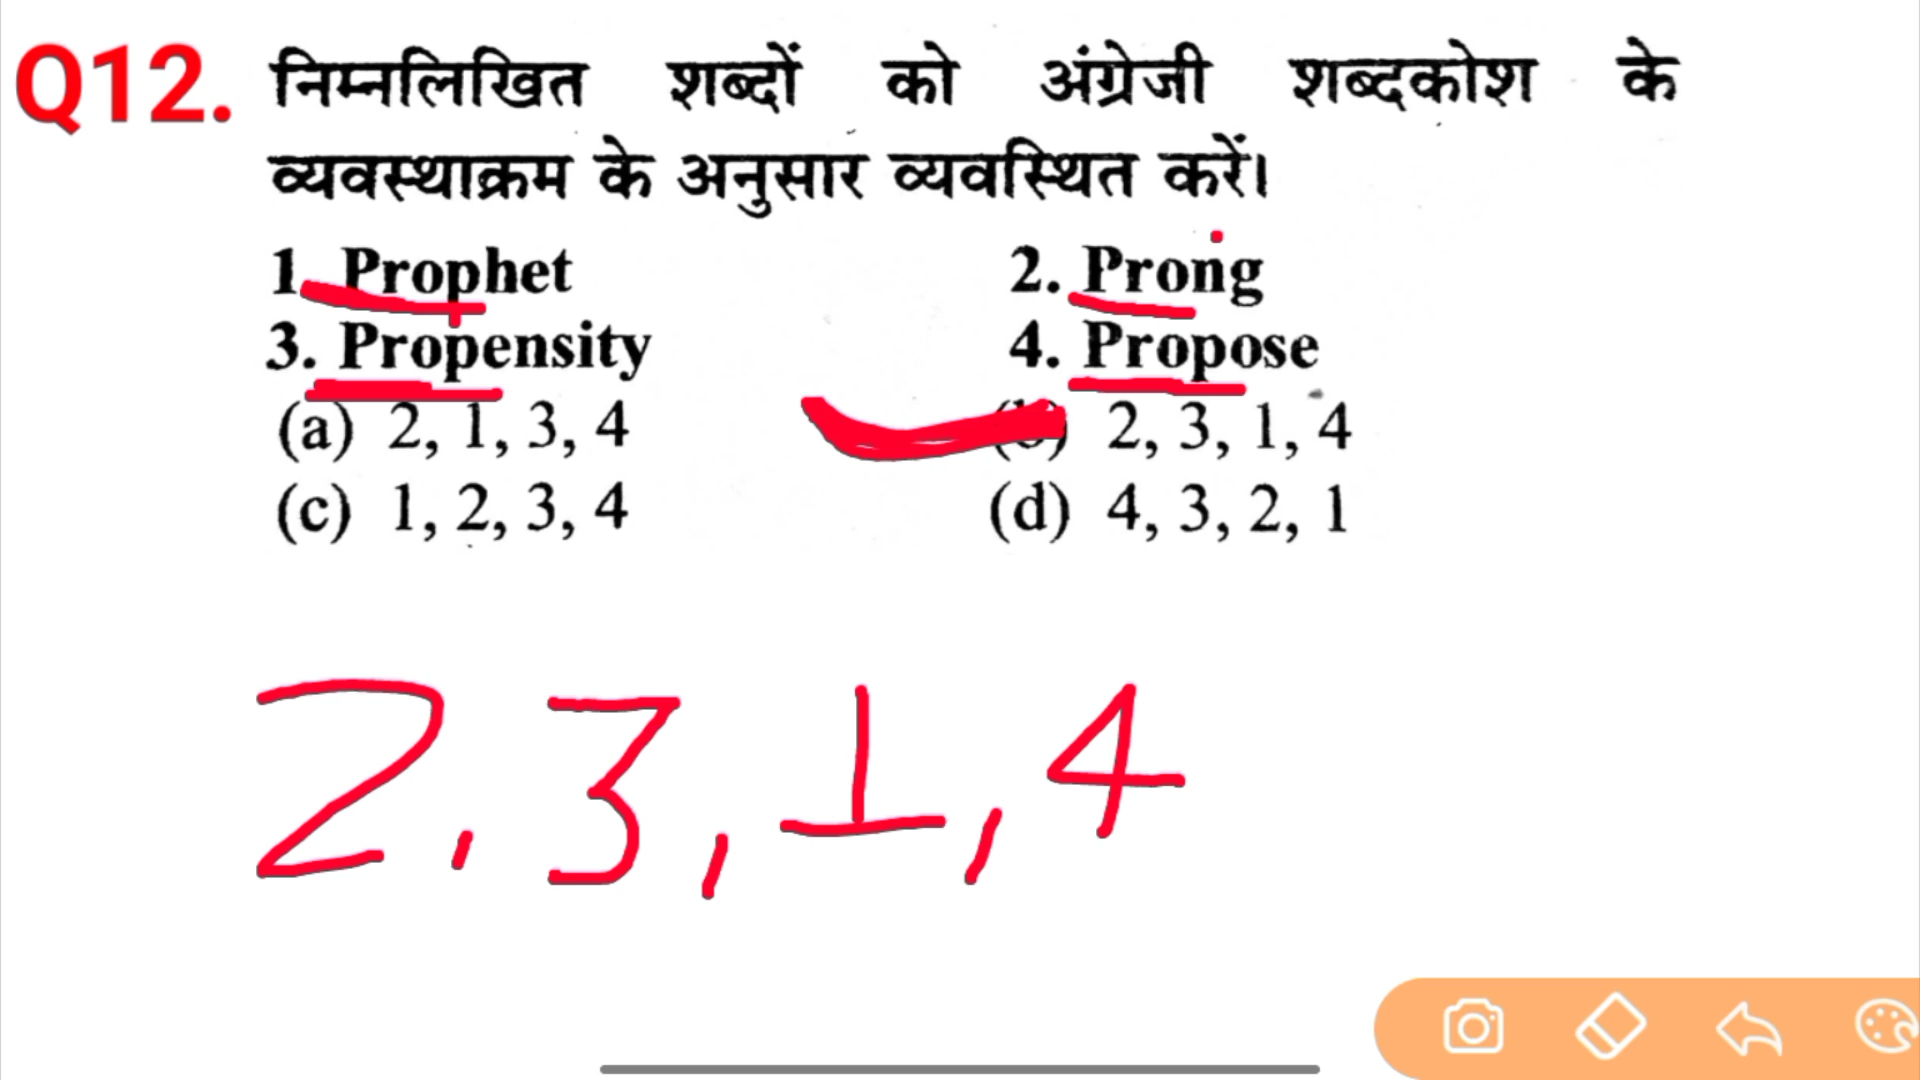 Q12. निम्नलिखित शब्दों को अंग्रेजी शब्दकोश के
व्यवस्थाक्रम के अनुसार व्यवस्थित करें।
1. Prophet 2. Prong
3. Propensity 4. Propose
(a) 2, 1, 3, 4 (b) 2, 3, 1, 4
(c) 1, 2, 3, 4 (d) 4, 3, 2, 1
2, 3, 1, 4